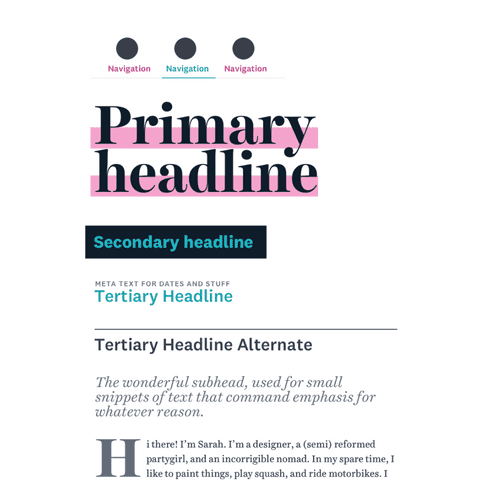 Navigation Navigation Navigation
Primary
headline
Secondary headline
META TEXT FOR DATES AND STUFF
Tertiary Headline
Tertiary Headline Alternate
The wonderful subhead, used for small
snippets of text that command emphasis for
whatever reason.
Hi there! I'm Sarah. I'm a designer, a (semi) reformed
partygirl, and an incorrigible nomad. In my spare time, I
like to paint things, play squash, and ride motorbikes. I